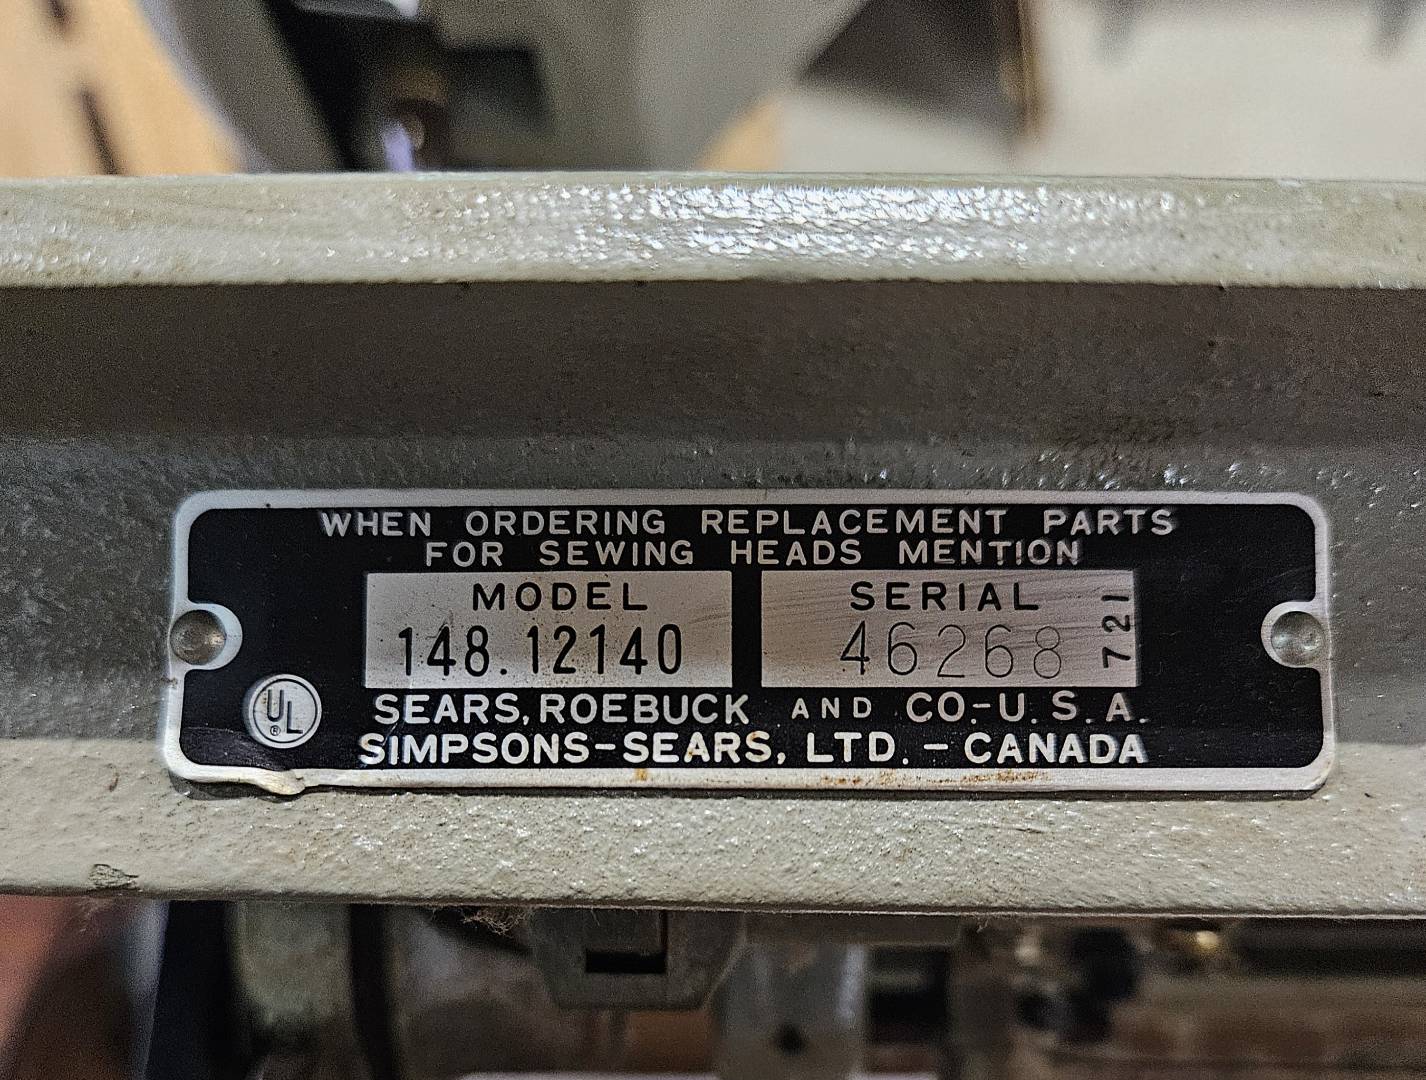 WHEN ORDERING REPLACEMENT PARTS
FOR SEWING HEADS MENTION
MODEL
148.12140
SERIAL
46268
721
UL
®
SEARS, ROEBUCK AND CO.-U.S.A.
SIMPSONS-SEARS, LTD. - CANADA